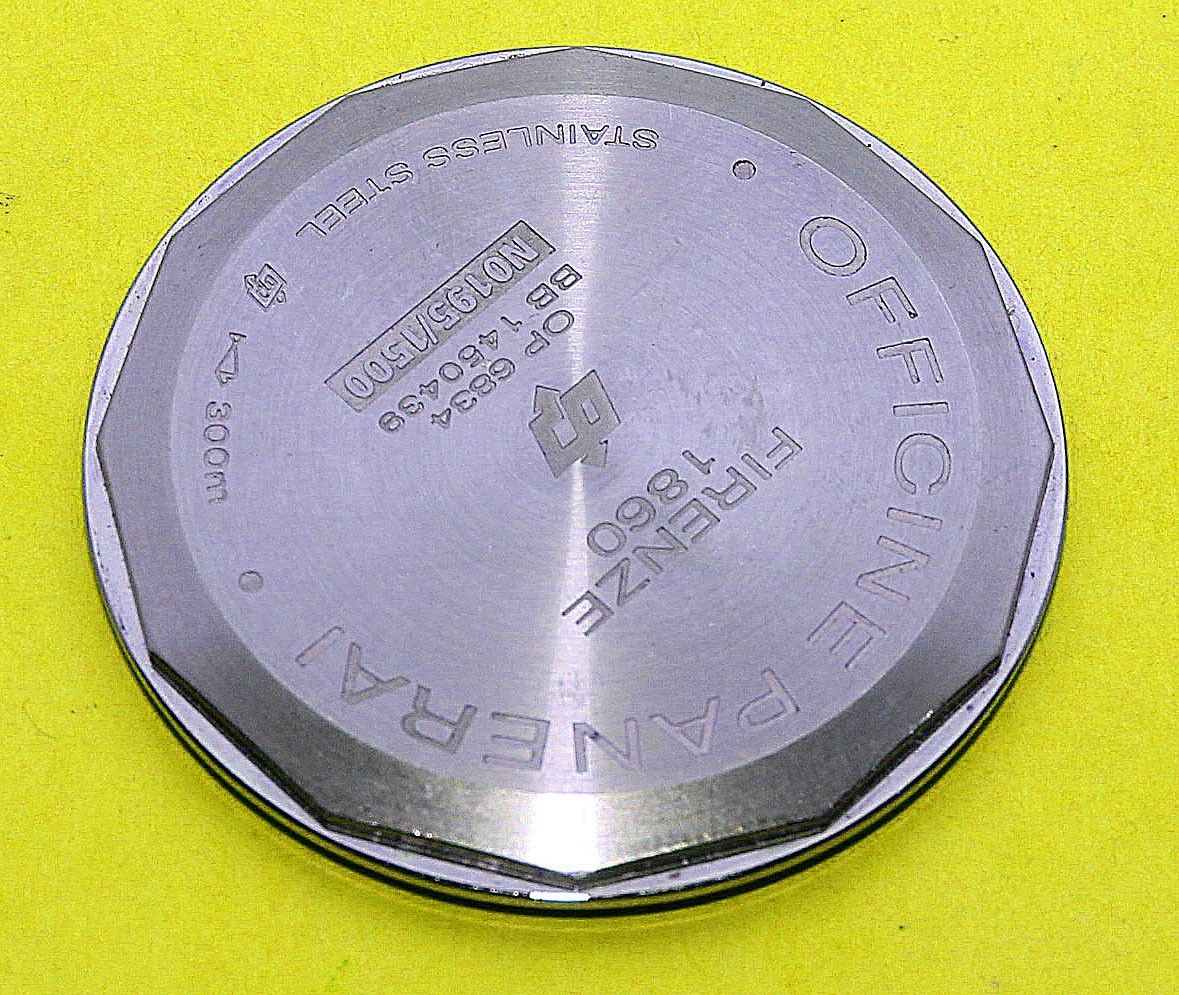 OFFICINE PANERAI
FIRENZE
1860
OP 6834
BB 1450439
N0195/1500
300m
STAINLESS STEEL